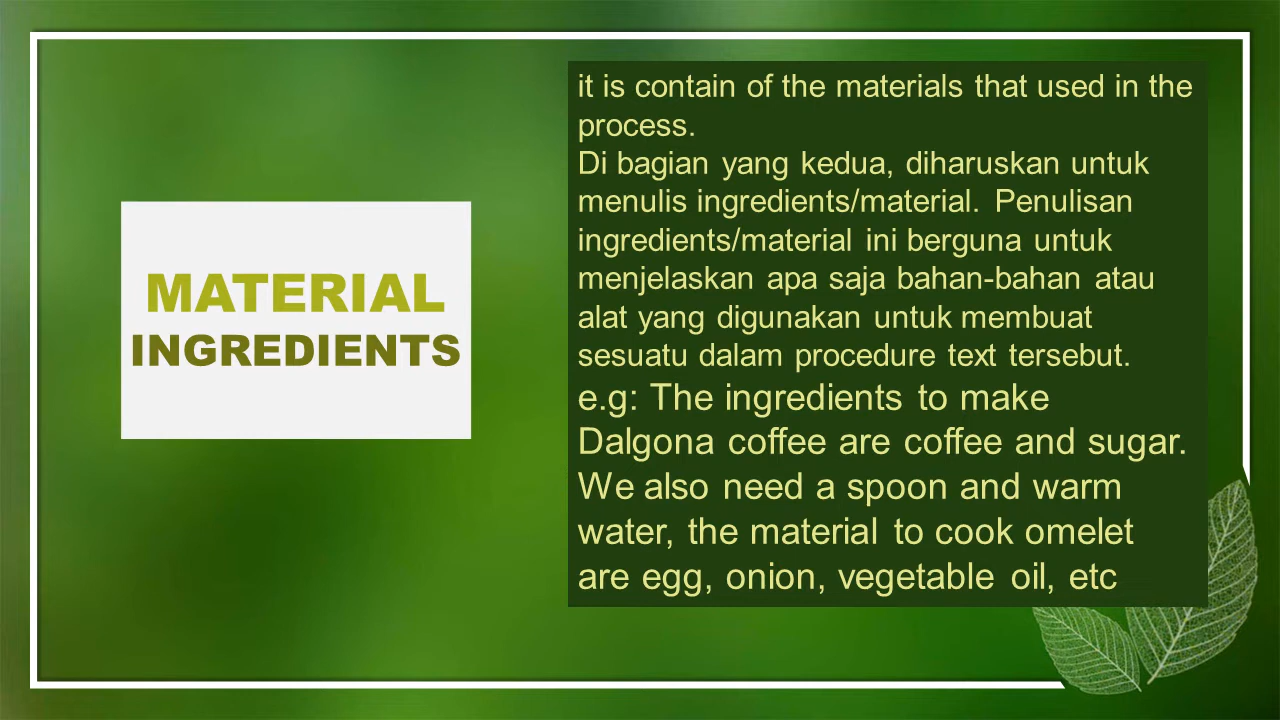 MATERIAL
INGREDIENTS
it is contain of the materials that used in the
process.
Di bagian yang kedua, diharuskan untuk
menulis ingredients/material. Penulisan
ingredients/material ini berguna untuk
menjelaskan apa saja bahan-bahan atau
alat yang digunakan untuk membuat
sesuatu dalam procedure text tersebut.
e.g: The ingredients to make
Dalgona coffee are coffee and sugar.
We also need a spoon and warm
water, the material to cook omelet
are egg, onion, vegetable oil, etc